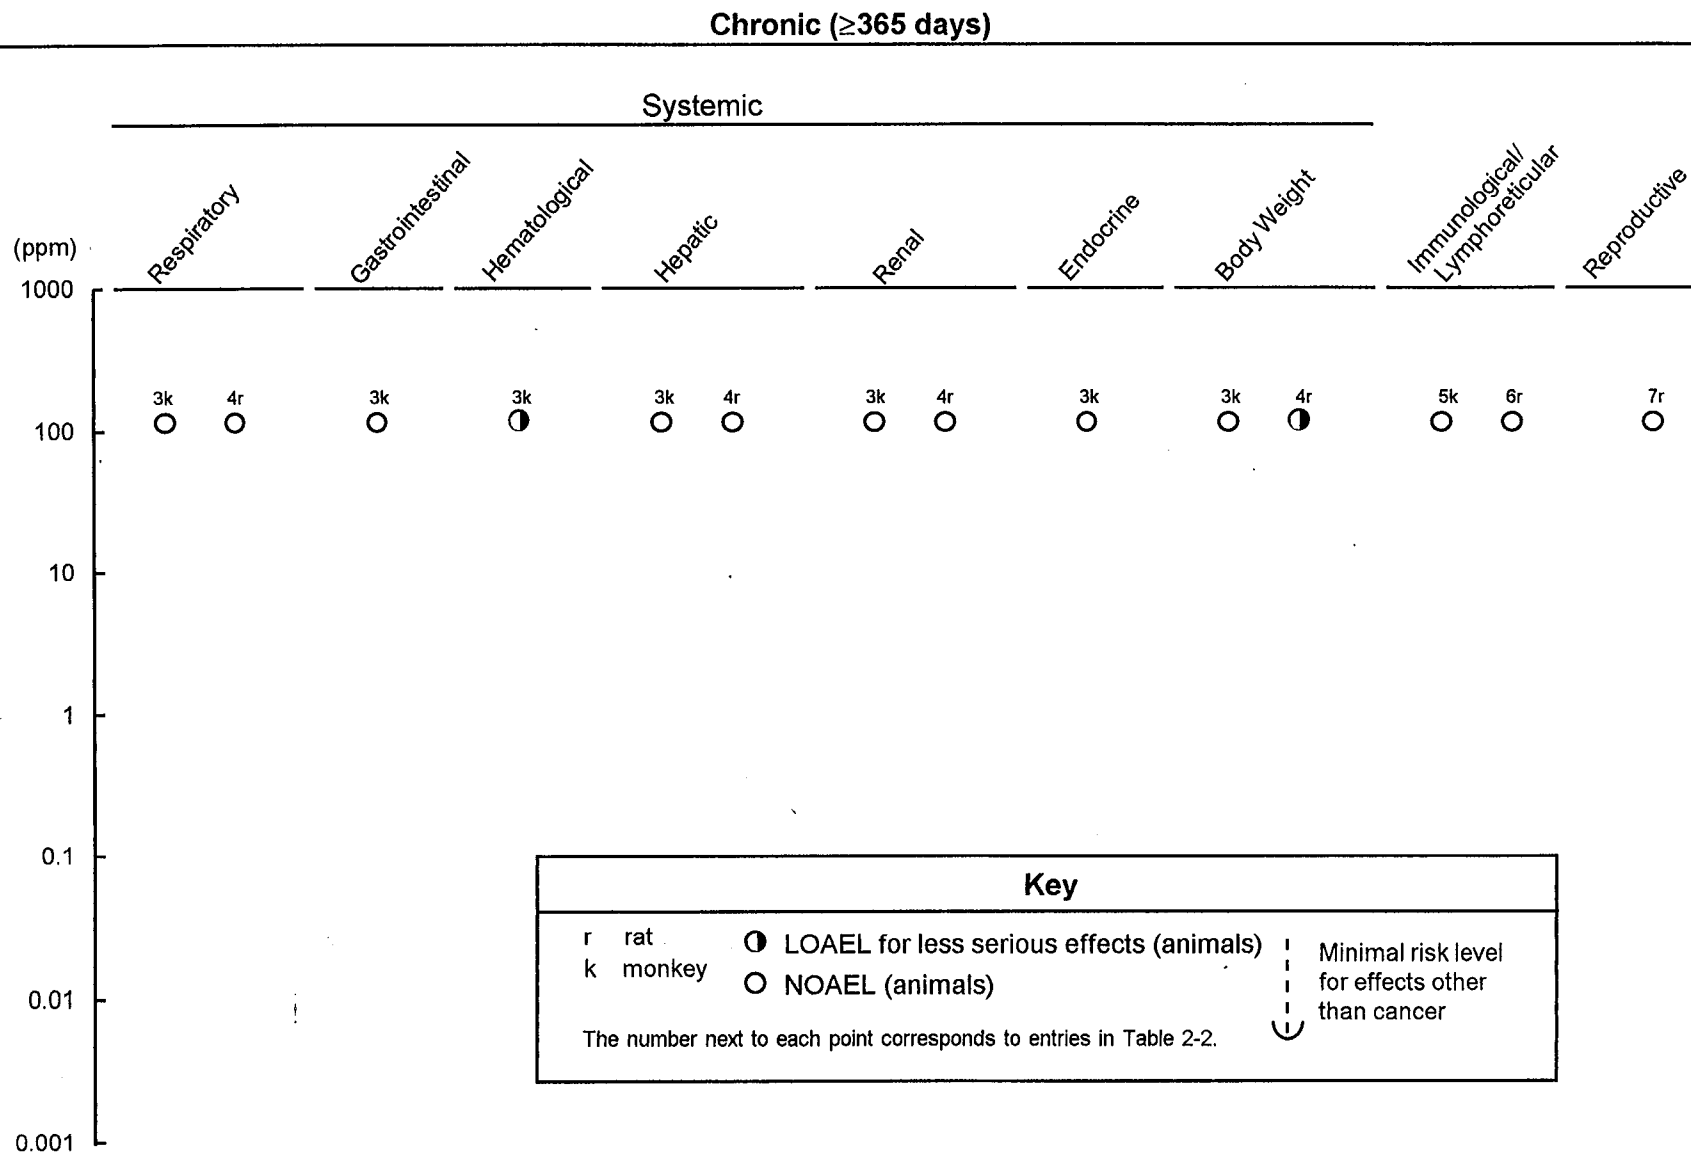 Chronic (≥365 days)
Systemic
(ppm)
Respiratory
Gastrointestinal
Hematological
Hepatic
Renal
Endocrine
Body Weight
Immunological/
Lymphoreticular
Reproductive
1000
3k 4r 3k 3k 3k 4r 3k 4r 3k 3k 4r 5k 6r 7r
100
10
1
0.1
0.01
0.001
Key
r rat
k monkey
LOAEL for less serious effects (animals)
NOAEL (animals)
Minimal risk level
for effects other
than cancer
The number next to each point corresponds to entries in Table 2-2.